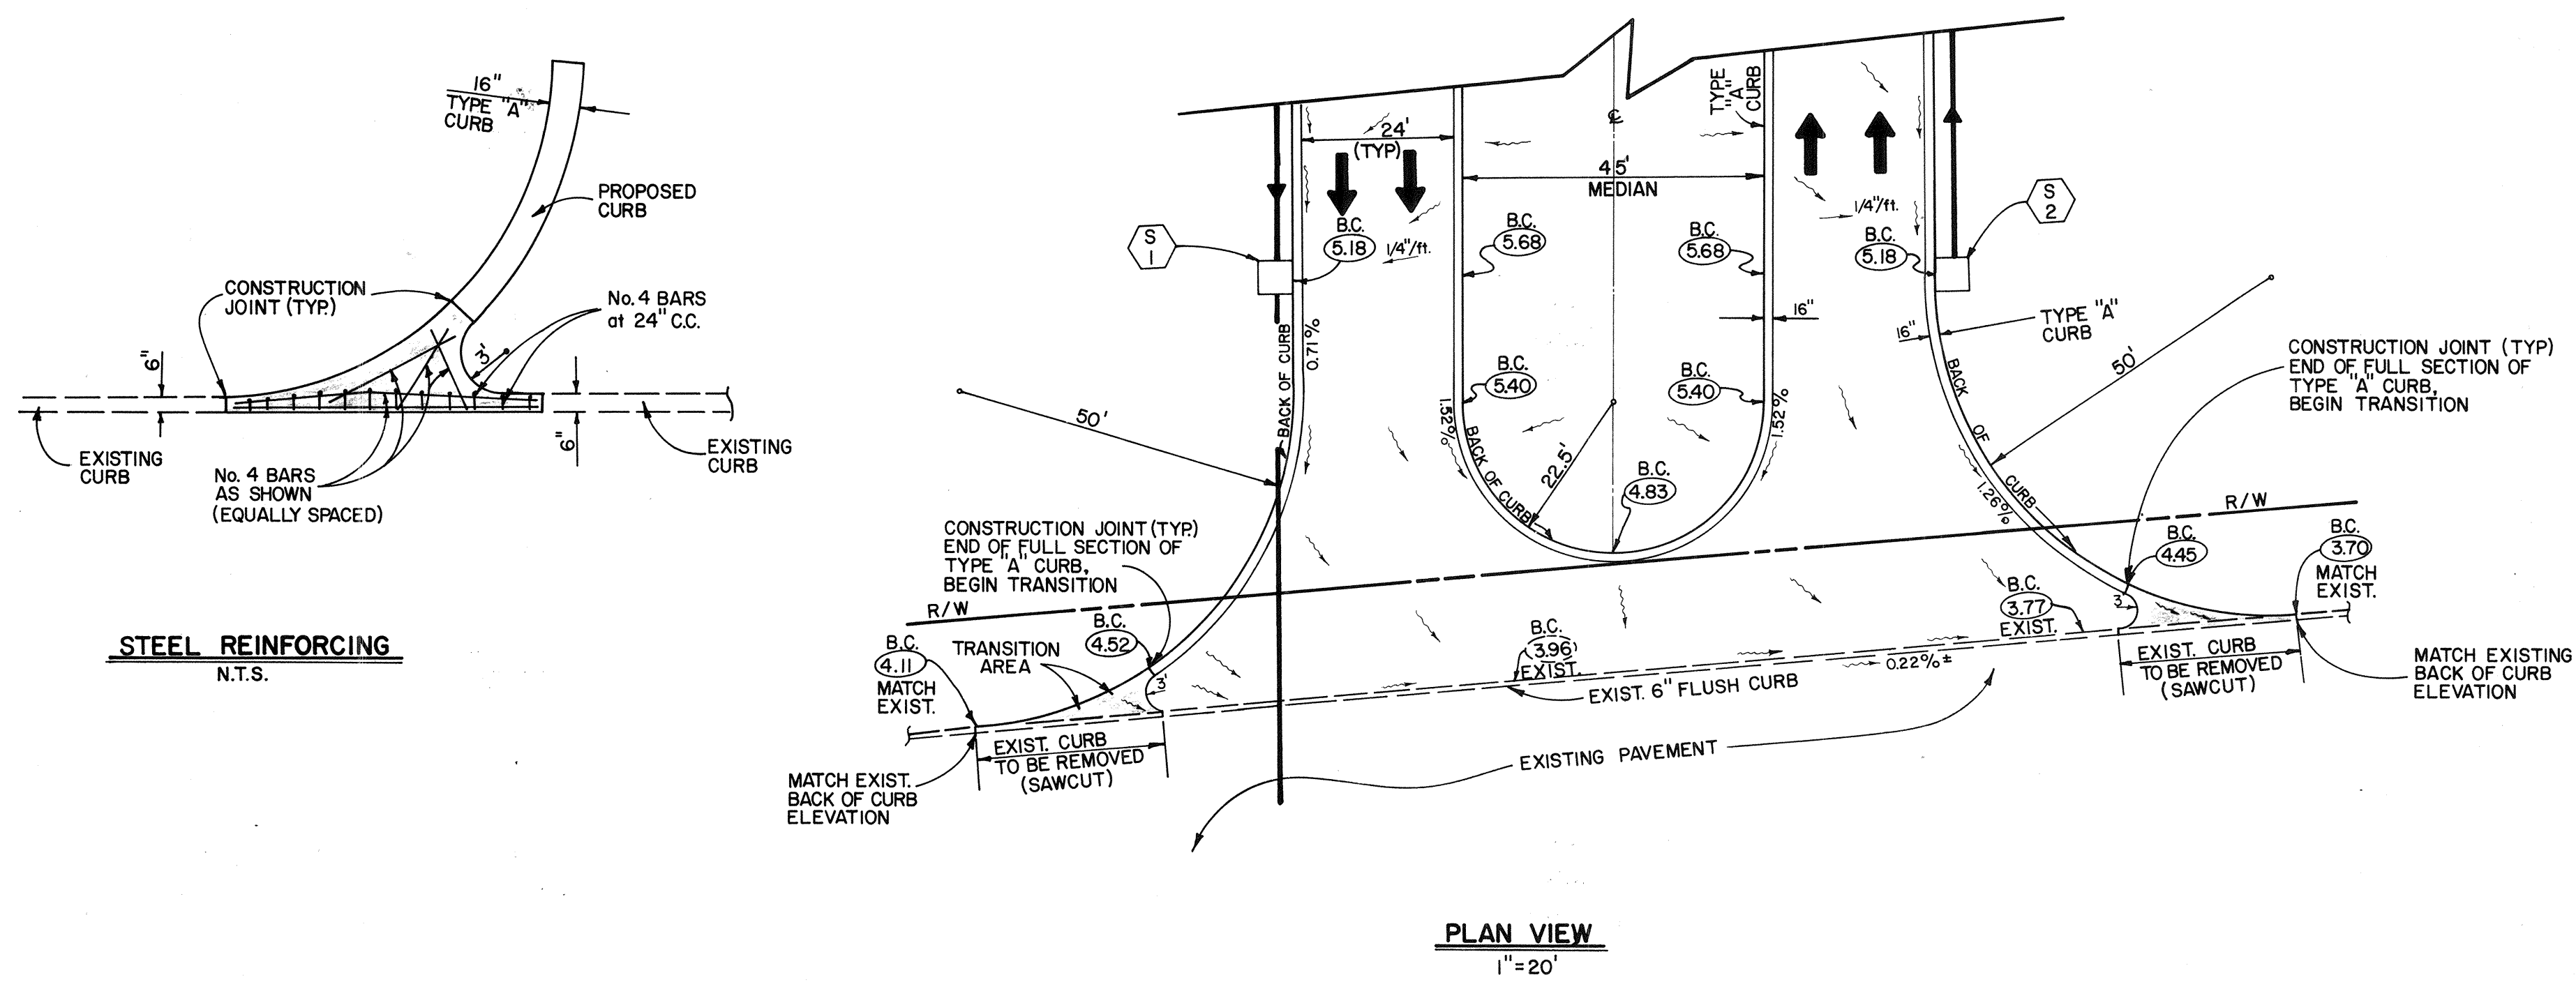 16"
TYPE "A"
CURB
PROPOSED
CURB
CONSTRUCTION
JOINT (TYP.)
No. 4 BARS
at 24" C.C.
3'
6"
6"
EXISTING
CURB
No. 4 BARS
AS SHOWN
(EQUALLY SPACED)
EXISTING
CURB
STEEL REINFORCING
N.T.S.
24'
(TYP)
℄
TYPE
"A"
CURB
45'
MEDIAN
S
1
B.C.
5.18
1/4"/ft.
B.C.
5.68
B.C.
5.68
1/4"/ft.
B.C.
5.18
S
2
BACK OF CURB
0.71%
16"
16"
TYPE "A"
CURB
50'
50'
B.C.
5.40
B.C.
5.40
1.52%
1.52%
BACK OF CURB
22.5'
B.C.
4.83
BACK OF CURB
1.26%
CONSTRUCTION JOINT (TYP)
END OF FULL SECTION OF
TYPE "A" CURB,
BEGIN TRANSITION
R/W
CONSTRUCTION JOINT (TYP.)
END OF FULL SECTION OF
TYPE "A" CURB,
BEGIN TRANSITION
R/W
B.C.
4.45
B.C.
3.70
MATCH
EXIST.
B.C.
4.11
MATCH
EXIST.
TRANSITION
AREA
B.C.
4.52
3'
B.C.
3.96
EXIST.
B.C.
3.77
EXIST.
3'
0.22%±
EXIST. 6" FLUSH CURB
EXIST. CURB
TO BE REMOVED
(SAWCUT)
EXIST. CURB
TO BE REMOVED
(SAWCUT)
MATCH EXISTING
BACK OF CURB
ELEVATION
MATCH EXIST.
BACK OF CURB
ELEVATION
EXISTING PAVEMENT
PLAN VIEW
1"=20'